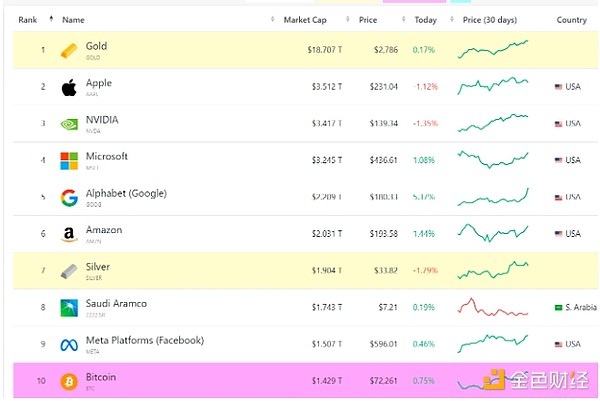 Rank Name Market Cap Price Today Price (30 days) Country
1 Gold $18.707 T $2,786 0.17%
GOLD
2 Apple $3.512 T $231.04 -1.12% USA
AAPL
3 NVIDIA $3.417 T $139.34 -1.35% USA
NVDA
4 Microsoft $3.245 T $436.61 1.08% USA
MSFT
5 Alphabet (Google) $2.209 T $180.33 5.37% USA
GOOG
6 Amazon $2.031 T $193.58 1.44% USA
AMZN
7 Silver $1.904 T $33.82 -1.79%
SILVER
8 Saudi Aramco $1.743 T $7.21 0.19% S. Arabia
2222.SR
9 Meta Platforms (Facebook) $1.507 T $596.01 0.46% USA
META
10 Bitcoin $1.429 T $72,261 0.75%
BTC
金色财经